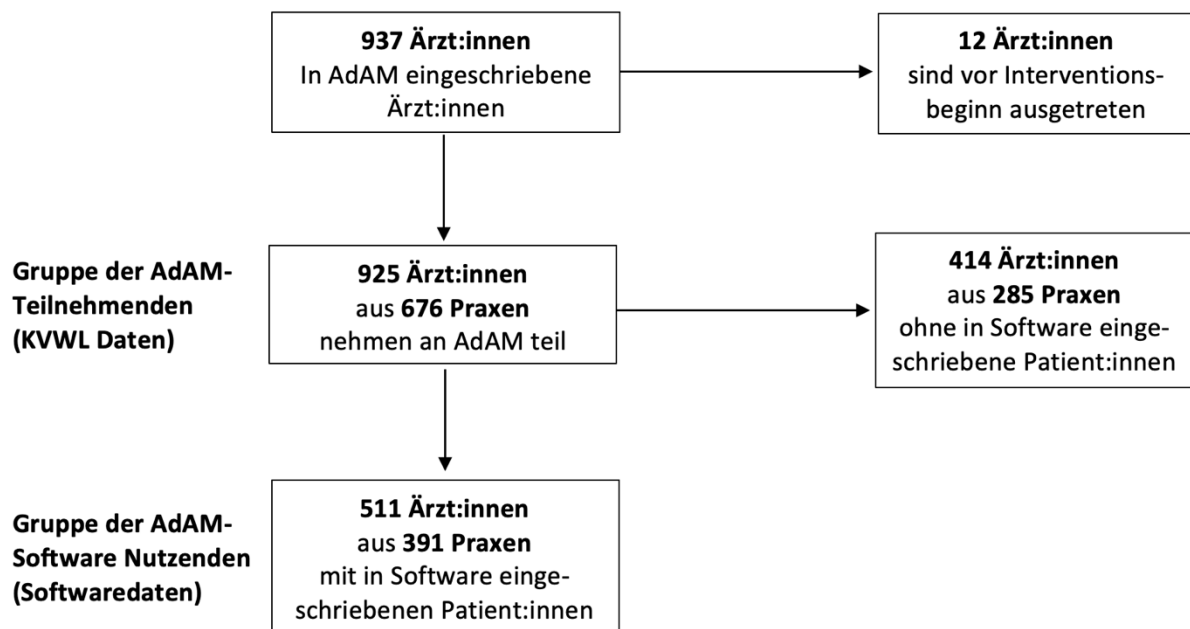 937 Ärzt:innen
In AdAM eingeschriebene
Ärzt:innen
12 Ärzt:innen
sind vor Interventions-
beginn ausgetreten
Gruppe der AdAM-
Teilnehmenden
(KVWL Daten)
925 Ärzt:innen
aus 676 Praxen
nehmen an AdAM teil
414 Ärzt:innen
aus 285 Praxen
ohne in Software einge-
schriebene Patient:innen
Gruppe der AdAM-
Software Nutzenden
(Softwaredaten)
511 Ärzt:innen
aus 391 Praxen
mit in Software einge-
schriebenen Patient:innen